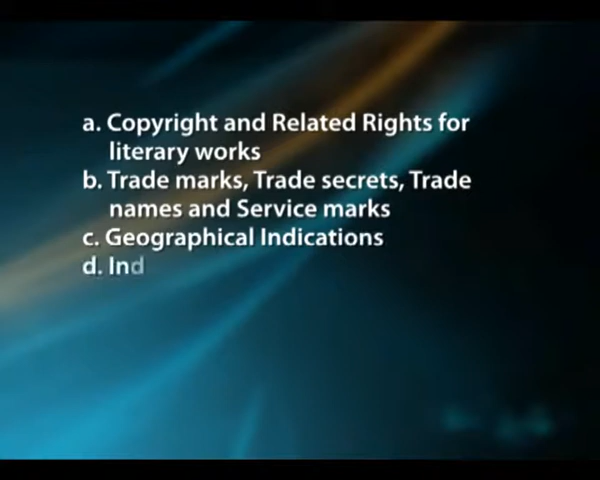 a. Copyright and Related Rights for
literary works
b. Trade marks, Trade secrets, Trade
names and Service marks
c. Geographical Indications
d. Ind